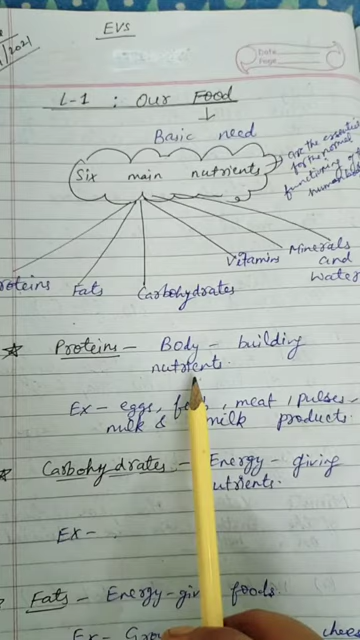 2021
EVS
Date
Page
L-1 : Our Food
↓
Basic need
Six main nutrients
are the essential
for the normal
functioning of
human
Proteins Fats Carbohydrates Vitamins Minerals
and
Water
Proteins - Body - building
nutrients.
Ex - eggs, , meat, pulses,
milk & milk products.
Carbohydrates - Energy - giving
nutrients.
Ex - .
Fats - Energy - foods.
Ex -